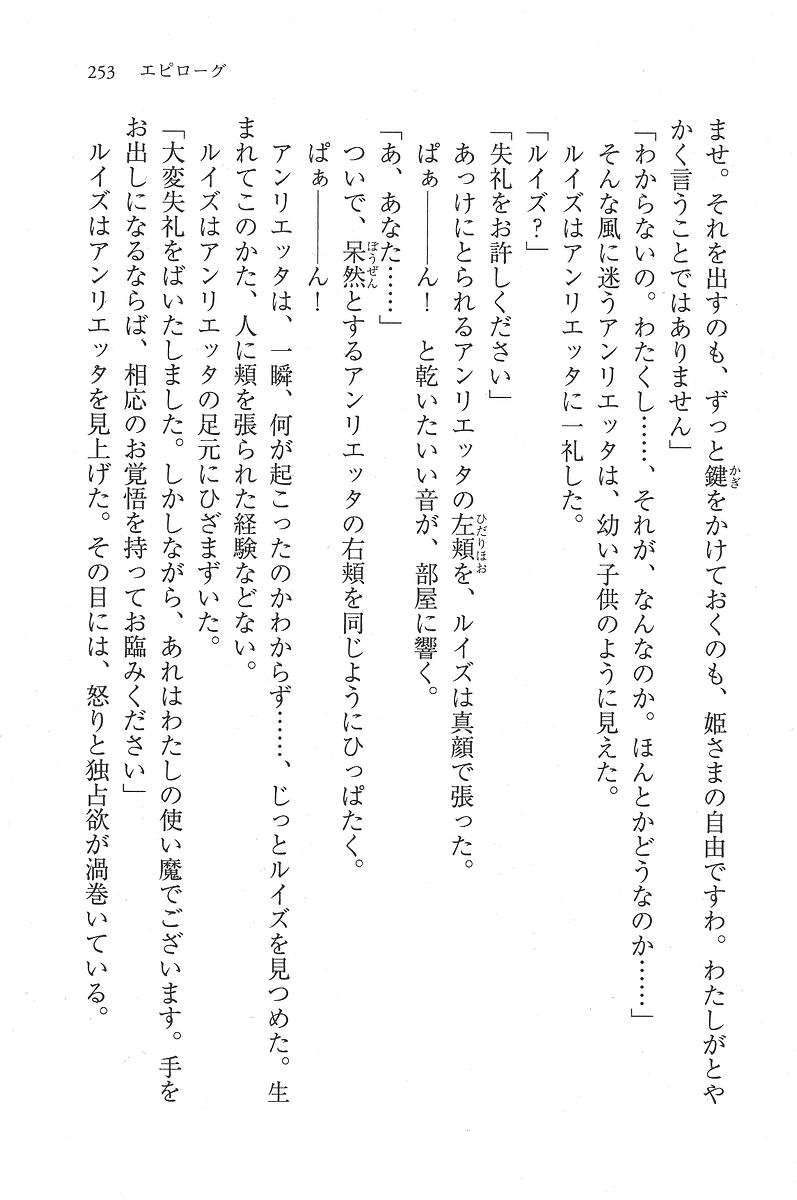 253 エピローグ
ませ。それを出すのも、ずっと鍵をかけておくのも、姫さまの自由ですわ。わたしがとや
かく言うことではありません」
「わからないの。わたくし……、それが、なんなのか。ほんとかどうなのか……」
そんな風に迷うアンリエッタは、幼い子供のように見えた。
ルイズはアンリエッタに一礼した。
「ルイズ？」
「失礼をお許しください」
あっけにとられるアンリエッタの左頬を、ルイズは真顔で張った。
ぱぁ――――ん！　と乾いたいい音が、部屋に響く。
「あ、あなた……」
ついで、呆然とするアンリエッタの右頬を同じようにひっぱたく。
ぱぁ――――ん！
アンリエッタは、一瞬、何が起こったのかわからず……、じっとルイズを見つめた。生
まれてこのかた、人に頬を張られた経験などない。
ルイズはアンリエッタの足元にひざまずいた。
「大変失礼をばいたしました。しかしながら、あれはわたしの使い魔でございます。手を
お出しになるならば、相応のお覚悟を持ってお臨みください」
ルイズはアンリエッタを見上げた。その目には、怒りと独占欲が渦巻いている。